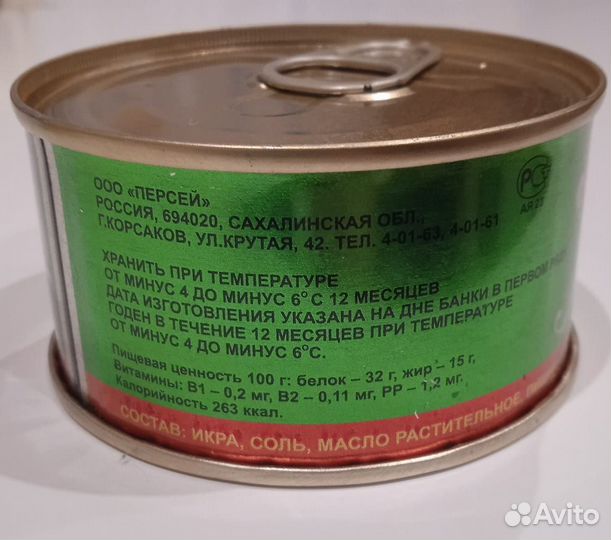 ООО «ПЕРСЕЙ»
РОССИЯ, 694020, САХАЛИНСКАЯ ОБЛ.,
Г.КОРСАКОВ, УЛ.КРУТАЯ, 42. ТЕЛ. 4-01-63, 4-01-61
ХРАНИТЬ ПРИ ТЕМПЕРАТУРЕ
ОТ МИНУС 4 ДО МИНУС 6°С 12 МЕСЯЦЕВ
ДАТА ИЗГОТОВЛЕНИЯ УКАЗАНА НА ДНЕ БАНКИ В ПЕРВОМ
ГОДЕН В ТЕЧЕНИЕ 12 МЕСЯЦЕВ ПРИ ТЕМПЕРАТУРЕ
ОТ МИНУС 4 ДО МИНУС 6°С.
Пищевая ценность 100 г: белок – 32 г, жир – 15 г,
Витамины: В1 – 0,2 мг, В2 – 0,11 мг, РР – 1,2 мг.
Калорийность 263 ккал.
СОСТАВ: ИКРА, СОЛЬ, МАСЛО РАСТИТЕЛЬНОЕ,
АЯ
Avito